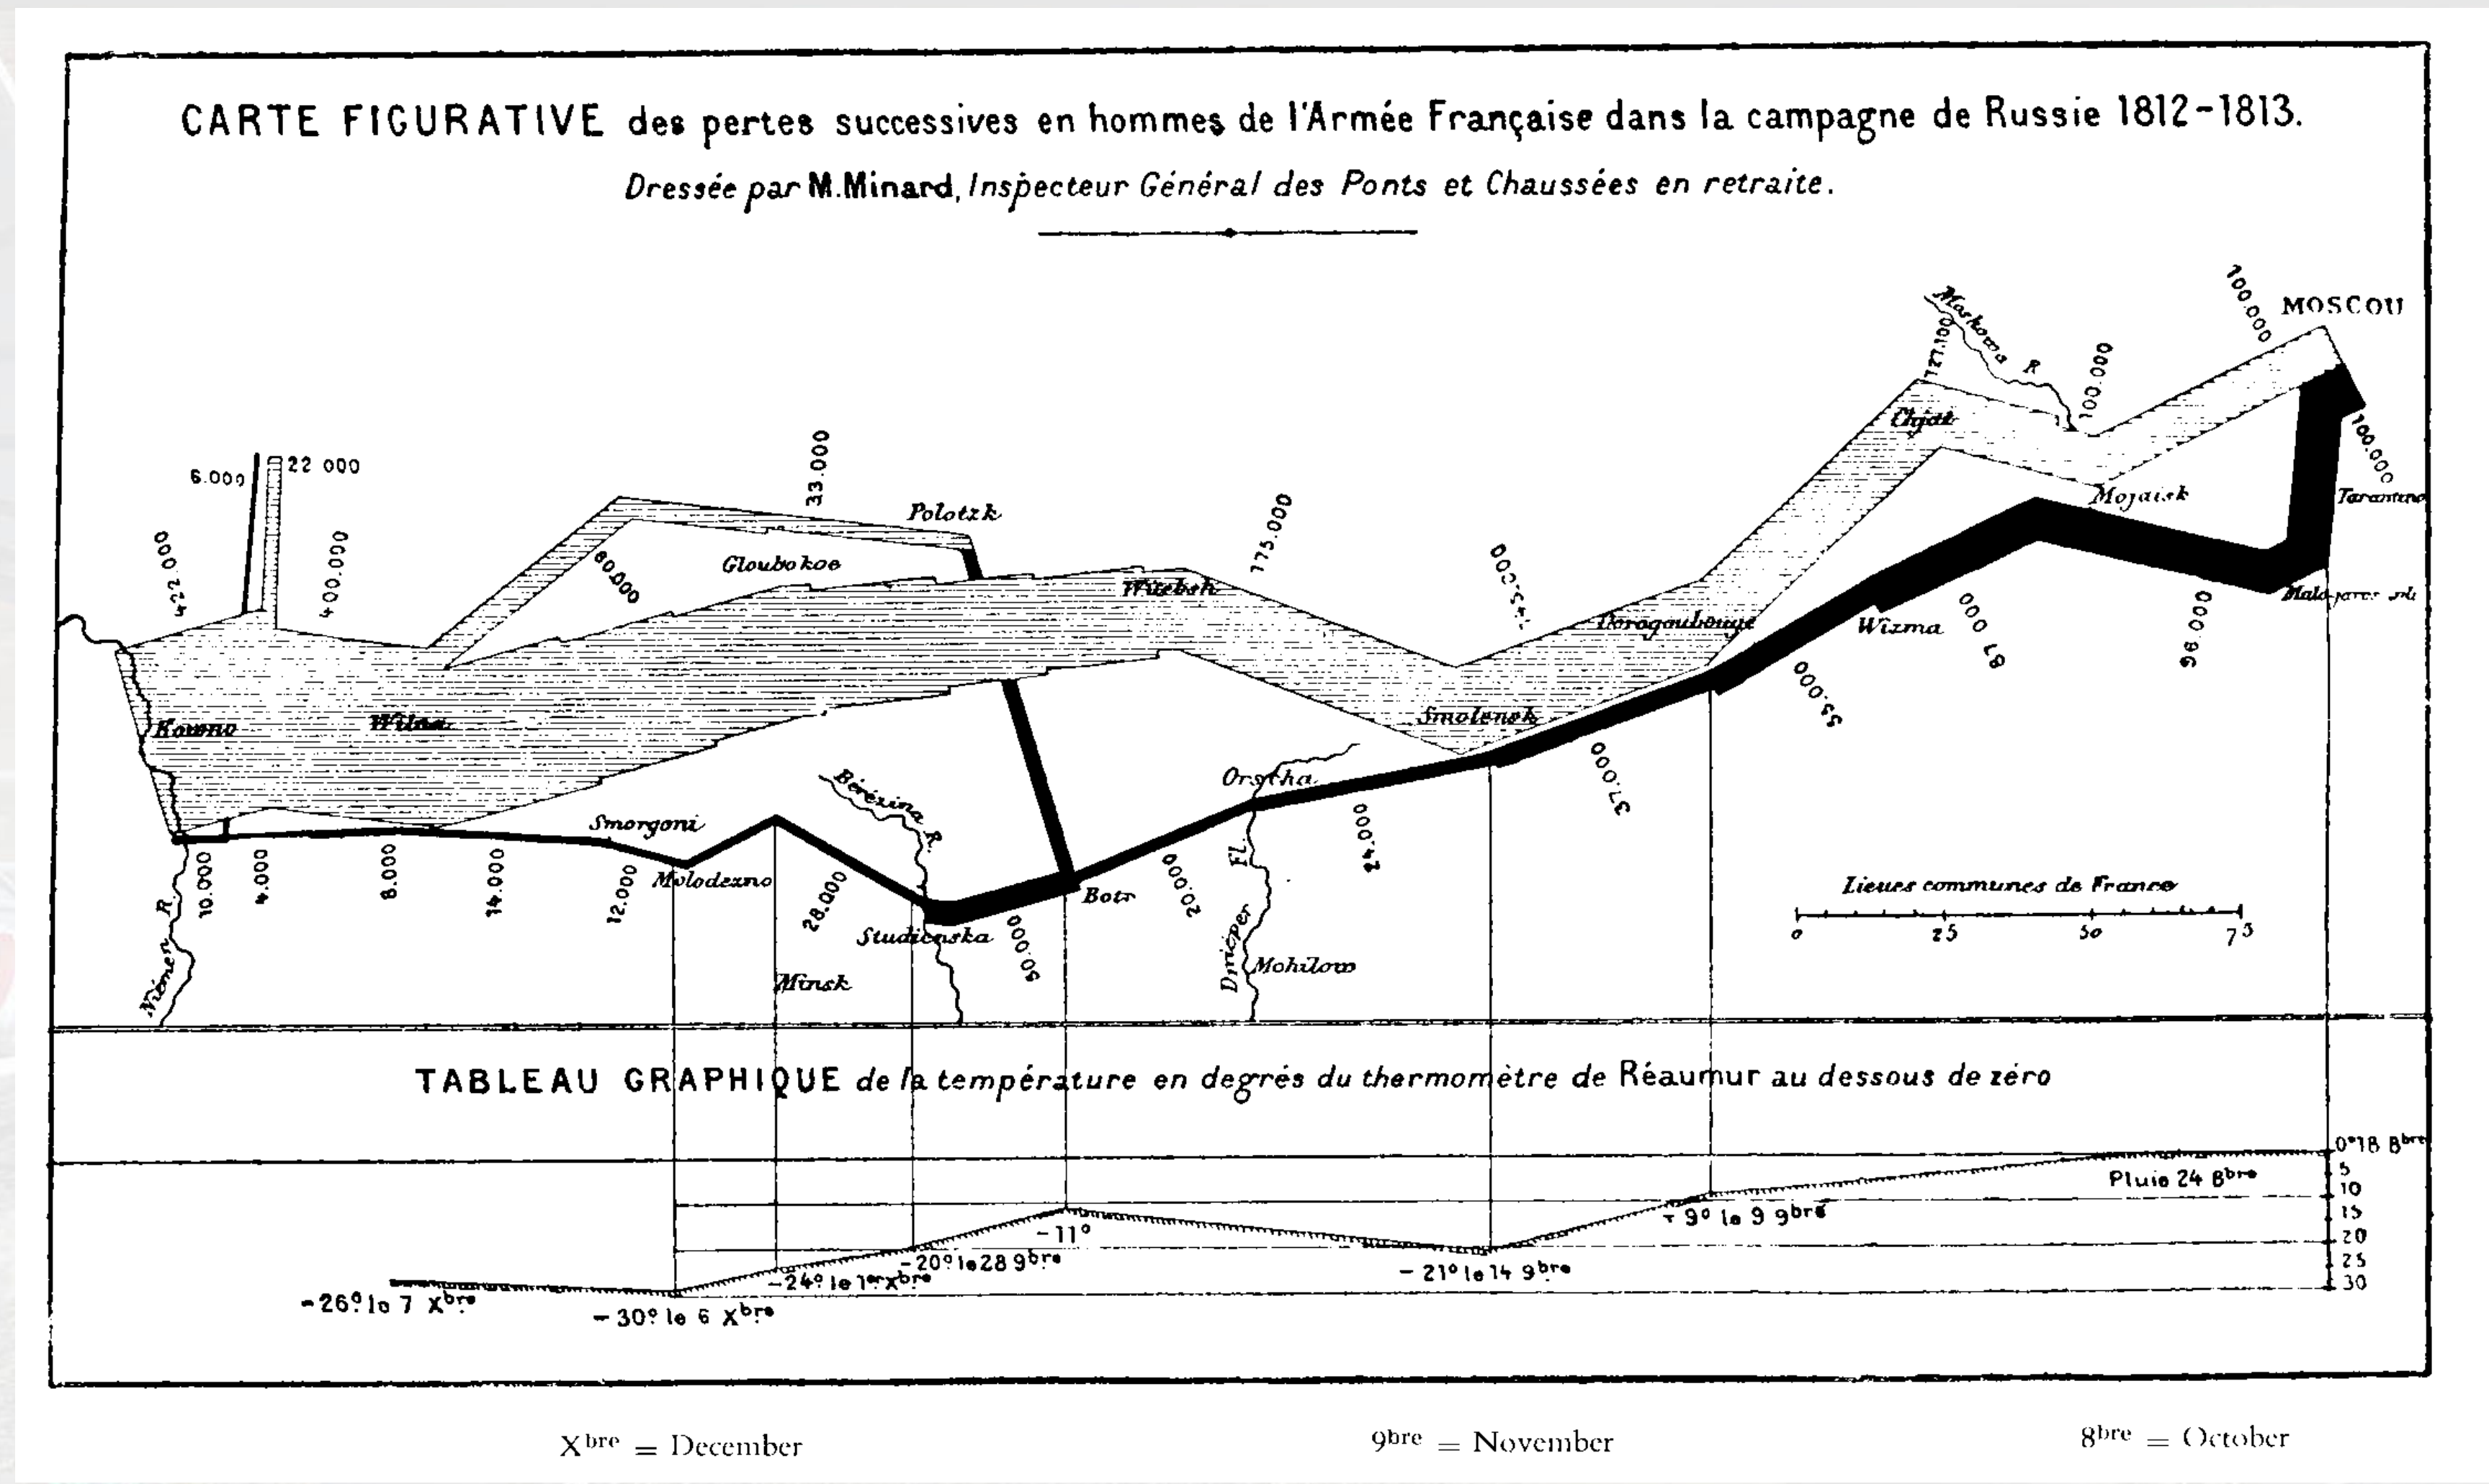 CARTE FIGURATIVE des pertes successives en hommes de l'Armée Française dans la campagne de Russie 1812-1813.
Dressée par M.Minard, Inspecteur Général des Ponts et Chaussées en retraite.
MOSCOU
100.000
Moskowa R
127.100
100.000
Chjat
100.000
Mojaisk
Tarantino
6.000
22 000
422.000
400.000
33.000
Polotzk
60.000
Gloubokoe
Witebsk
175.000
145.000
Dorogoubouge
Wizma
Kowno
Wilna
Smolensk
55.000
87 000
96.000
37.000
24.000
Orscha
Bérézina R.
Smorgoni
Molodezno
10.000
4.000
8.000
14.000
12.000
28.000
Studienska
50.000
Botr
20.000
Dniéper FL.
Mohilow
Minsk
Niémen R.
Lieues communes de France
0 25 50 75
TABLEAU GRAPHIQUE de la température en degrés du thermomètre de Réaumur au dessous de zéro
0°18 8bre
5
10
15
20
25
30
Pluie 24 8bre
- 9° le 9 9bre
- 21° le 14 9bre
-11°
-20° le 28 9bre
-24° le 1er xbre
- 30° le 6 Xbre
-26° le 7 Xbre
Xbre = December
9bre = November
8bre = October